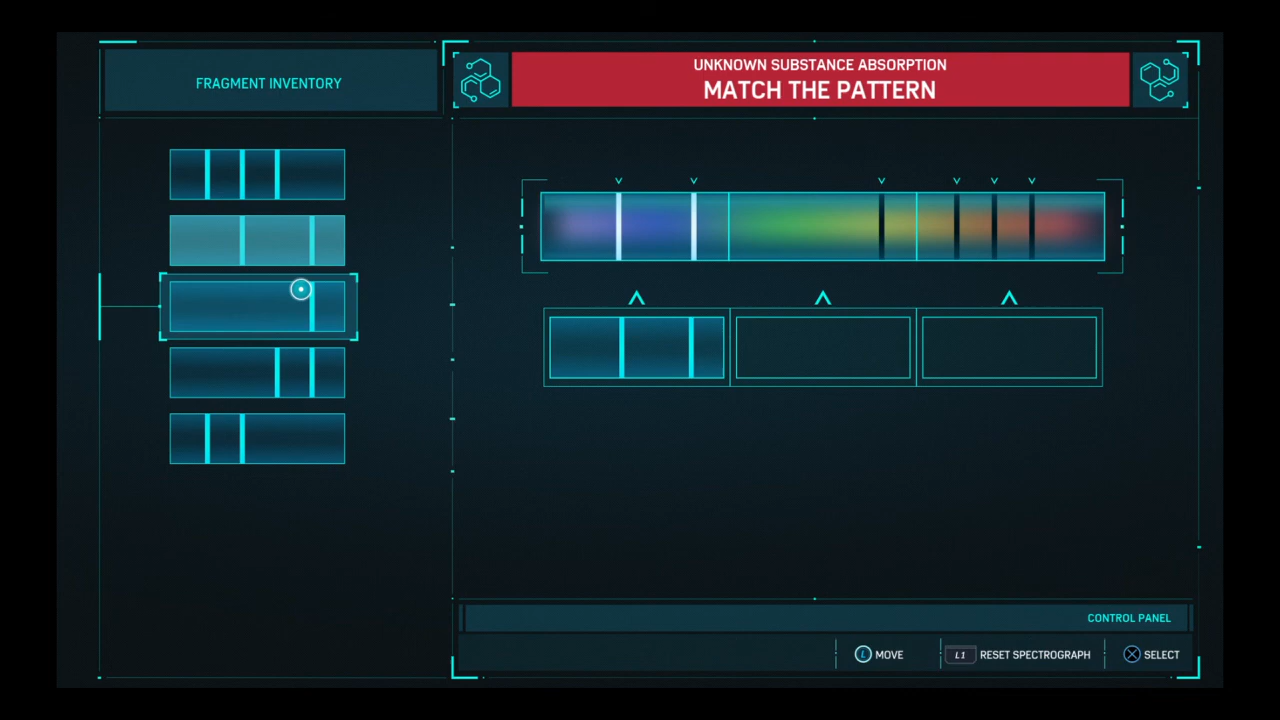 FRAGMENT INVENTORY
UNKNOWN SUBSTANCE ABSORPTION
MATCH THE PATTERN
CONTROL PANEL
L MOVE
L1 RESET SPECTROGRAPH
SELECT